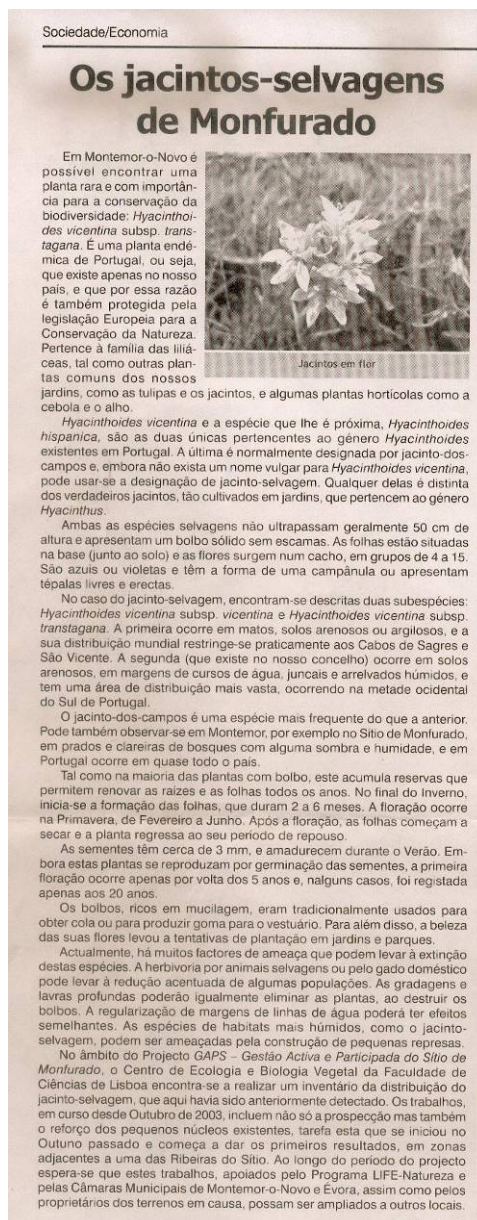 Sociedade/Economia
Os jacintos-selvagens
de Monfurado
Em Montemor-o-Novo é
possível encontrar uma
planta rara e com importân-
cia para a conservação da
biodiversidade: Hyacinthoi-
des vicentina subsp. trans-
tagana. É uma planta endé-
mica de Portugal, ou seja,
que existe apenas no nosso
país, e que por essa razão
é também protegida pela
legislação Europeia para a
Conservação da Natureza.
Pertence à família das liliá-
ceas, tal como outras plan-
tas comuns dos nossos
Jacintos em flor
jardins, como as tulipas e os jacintos, e algumas plantas hortícolas como a
cebola e o alho.
Hyacinthoides vicentina e a espécie que lhe é próxima, Hyacinthoides
hispanica, são as duas únicas pertencentes ao género Hyacinthoides
existentes em Portugal. A última é normalmente designada por jacinto-dos-
campos e, embora não exista um nome vulgar para Hyacinthoides vicentina,
pode usar-se a designação de jacinto-selvagem. Qualquer delas é distinta
dos verdadeiros jacintos, tão cultivados em jardins, que pertencem ao género
Hyacinthus.
Ambas as espécies selvagens não ultrapassam geralmente 50 cm de
altura e apresentam um bolbo sólido sem escamas. As folhas estão situadas
na base (junto ao solo) e as flores surgem num cacho, em grupos de 4 a 15.
São azuis ou violetas e têm a forma de uma campânula ou apresentam
tépalas livres e erectas.
No caso do jacinto-selvagem, encontram-se descritas duas subespécies:
Hyacinthoides vicentina subsp. vicentina e Hyacinthoides vicentina subsp.
transtagana. A primeira ocorre em matos, solos arenosos ou argilosos, e a
sua distribuição mundial restringe-se praticamente aos Cabos de Sagres e
São Vicente. A segunda (que existe no nosso concelho) ocorre em solos
arenosos, em margens de cursos de água, juncais e arrelvados húmidos, e
tem uma área de distribuição mais vasta, ocorrendo na metade ocidental
do Sul de Portugal.
O jacinto-dos-campos é uma espécie mais frequente do que a anterior.
Pode também observar-se em Montemor, por exemplo no Sítio de Monfurado,
em prados e clareiras de bosques com alguma sombra e humidade, e em
Portugal ocorre em quase todo o país.
Tal como na maioria das plantas com bolbo, este acumula reservas que
permitem renovar as raízes e as folhas todos os anos. No final do Inverno,
inicia-se a formação das folhas, que duram 2 a 6 meses. A floração ocorre
na Primavera, de Fevereiro a Junho. Após a floração, as folhas começam a
secar e a planta regressa ao seu período de repouso.
As sementes têm cerca de 3 mm, e amadurecem durante o Verão. Em-
bora estas plantas se reproduzam por germinação das sementes, a primeira
floração ocorre apenas por volta dos 5 anos e, nalguns casos, foi registada
apenas aos 20 anos.
Os bolbos, ricos em mucilagem, eram tradicionalmente usados para
obter cola ou para produzir goma para o vestuário. Para além disso, a beleza
das suas flores levou a tentativas de plantação em jardins e parques.
Actualmente, há muitos factores de ameaça que podem levar à extinção
destas espécies. A herbivoria por animais selvagens ou pelo gado doméstico
pode levar à redução acentuada de algumas populações. As gradagens e
lavras profundas poderão igualmente eliminar as plantas, ao destruir os
bolbos. A regularização de margens de linhas de água poderá ter efeitos
semelhantes. As espécies de habitats mais húmidos, como o jacinto-
selvagem, podem ser ameaçadas pela construção de pequenas represas.
No âmbito do Projecto GAPS – Gestão Activa e Participada do Sítio de
Monfurado, o Centro de Ecologia e Biologia Vegetal da Faculdade de
Ciências de Lisboa encontra-se a realizar um inventário da distribuição do
jacinto-selvagem, que aqui havia sido anteriormente detectado. Os trabalhos,
em curso desde Outubro de 2003, incluem não só a prospecção mas também
o reforço dos pequenos núcleos existentes, tarefa esta que se iniciou no
Outuno passado e começa a dar os primeiros resultados, em zonas
adjacentes a uma das Ribeiras do Sítio. Ao longo do período do projecto
espera-se que estes trabalhos, apoiados pelo Programa LIFE-Natureza e
pelas Câmaras Municipais de Montemor-o-Novo e Évora, assim como pelos
proprietários dos terrenos em causa, possam ser ampliados a outros locais.